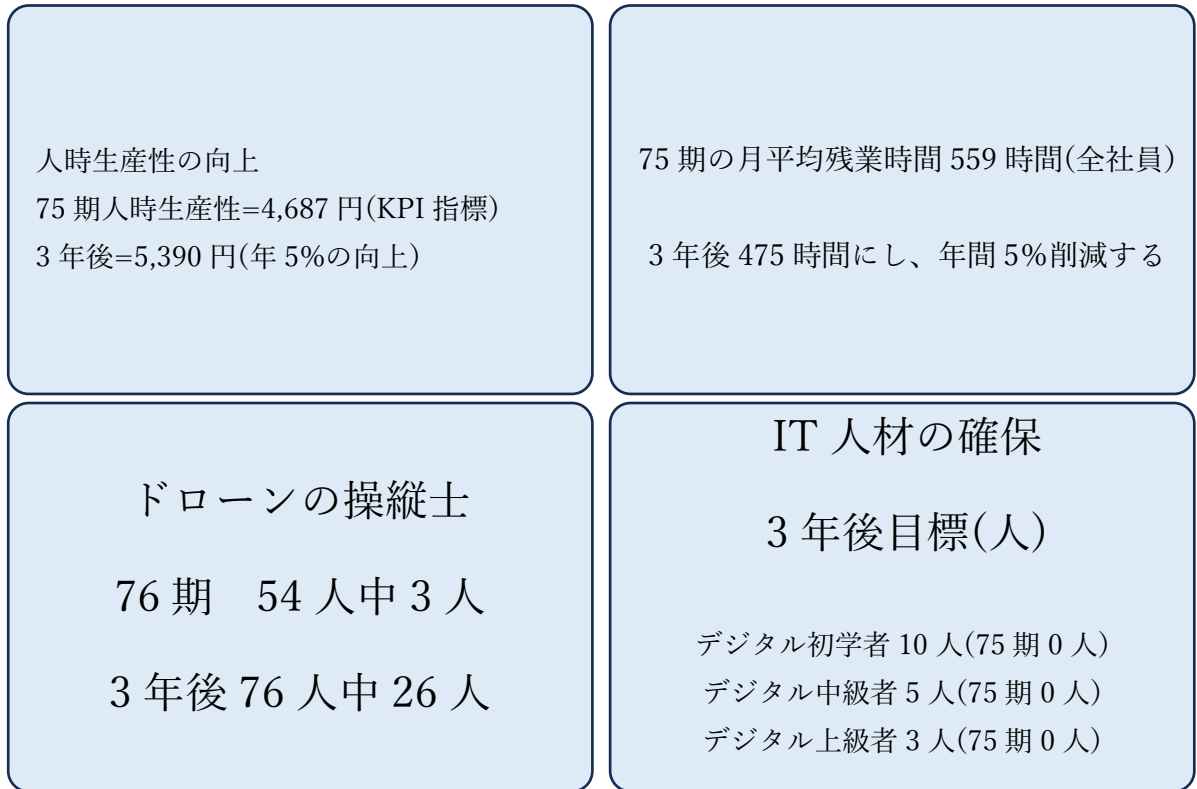 人時生産性の向上
75 期人時生産性=4,687 円(KPI 指標)
3 年後=5,390 円(年 5%の向上)
75 期の月平均残業時間 559 時間(全社員)
3 年後 475 時間にし、年間 5%削減する
ドローンの操縦士
76 期　54 人中 3 人
3 年後 76 人中 26 人
IT 人材の確保
3 年後目標(人)
デジタル初学者 10 人(75 期 0 人)
デジタル中級者 5 人(75 期 0 人)
デジタル上級者 3 人(75 期 0 人)